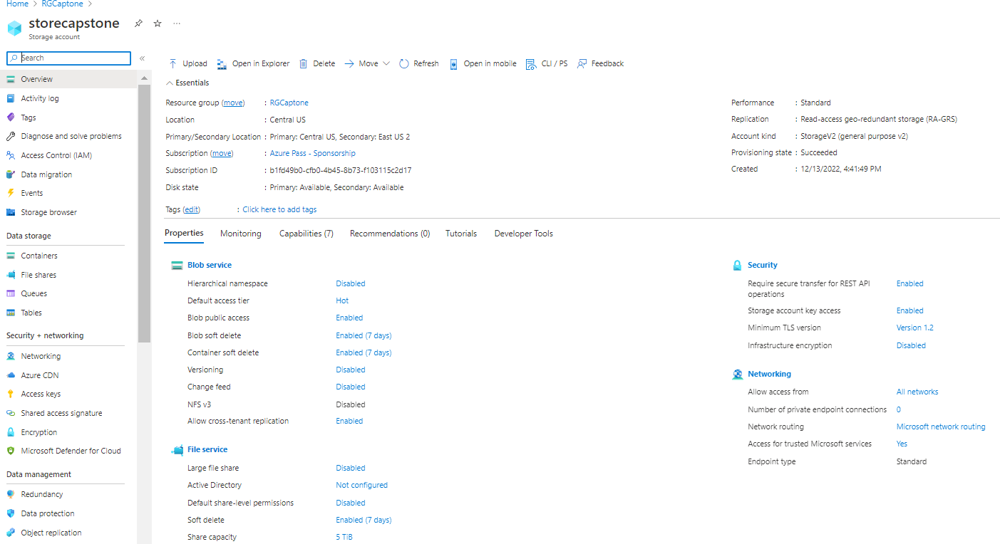 Home > RGCaptone >
storecapstone
Storage account
Search
«
Overview
Activity log
Tags
Diagnose and solve problems
Access Control (IAM)
Data migration
Events
Storage browser
Data storage
Containers
File shares
Queues
Tables
Security + networking
Networking
Azure CDN
Access keys
Shared access signature
Encryption
Microsoft Defender for Cloud
Data management
Redundancy
Data protection
Object replication
Upload Open in Explorer Delete Move Refresh Open in mobile CLI / PS Feedback
Essentials
Resource group (move) : RGCaptone
Location : Central US
Primary/Secondary Location : Primary: Central US, Secondary: East US 2
Subscription (move) : Azure Pass - Sponsorship
Subscription ID : b1fd49b0-cfb0-4b45-8b73-f103115c2d17
Disk state : Primary: Available, Secondary: Available
Performance : Standard
Replication : Read-access geo-redundant storage (RA-GRS)
Account kind : StorageV2 (general purpose v2)
Provisioning state : Succeeded
Created : 12/13/2022, 4:41:49 PM
Tags (edit) : Click here to add tags
Properties Monitoring Capabilities (7) Recommendations (0) Tutorials Developer Tools
Blob service
Hierarchical namespace Disabled
Default access tier Hot
Blob public access Enabled
Blob soft delete Enabled (7 days)
Container soft delete Enabled (7 days)
Versioning Disabled
Change feed Disabled
NFS v3 Disabled
Allow cross-tenant replication Enabled
File service
Large file share Disabled
Active Directory Not configured
Default share-level permissions Disabled
Soft delete Enabled (7 days)
Share capacity 5 TiB
Security
Require secure transfer for REST API Enabled
operations
Storage account key access Enabled
Minimum TLS version Version 1.2
Infrastructure encryption Disabled
Networking
Allow access from All networks
Number of private endpoint connections 0
Network routing Microsoft network routing
Access for trusted Microsoft services Yes
Endpoint type Standard